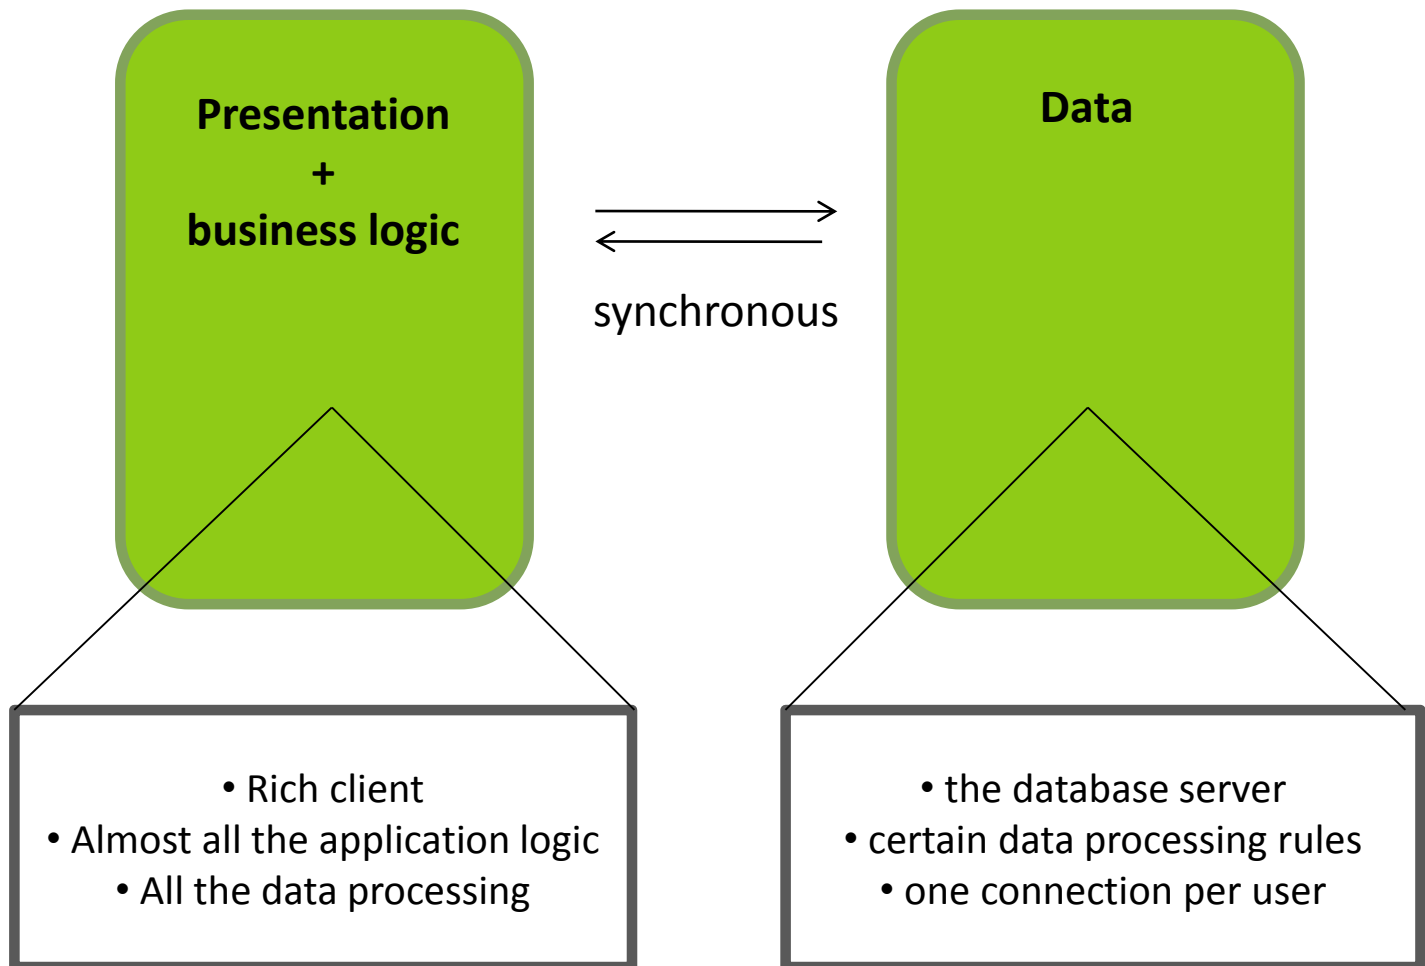 Presentation
+
business logic
Data
synchronous
• Rich client
• Almost all the application logic
• All the data processing
• the database server
• certain data processing rules
• one connection per user